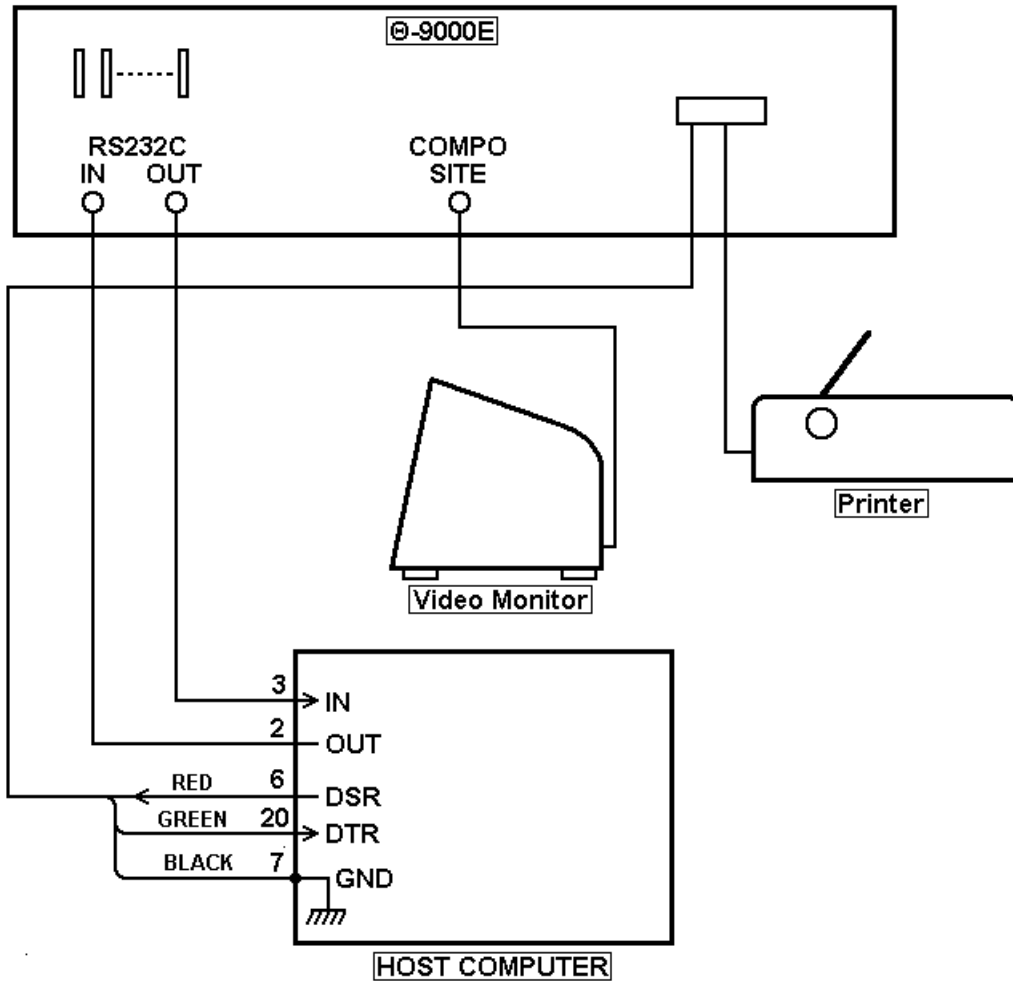 Θ-9000E
RS232C
IN OUT
COMPO
SITE
Printer
Video Monitor
3 IN
2 OUT
RED 6 DSR
GREEN 20 DTR
BLACK 7 GND
HOST COMPUTER